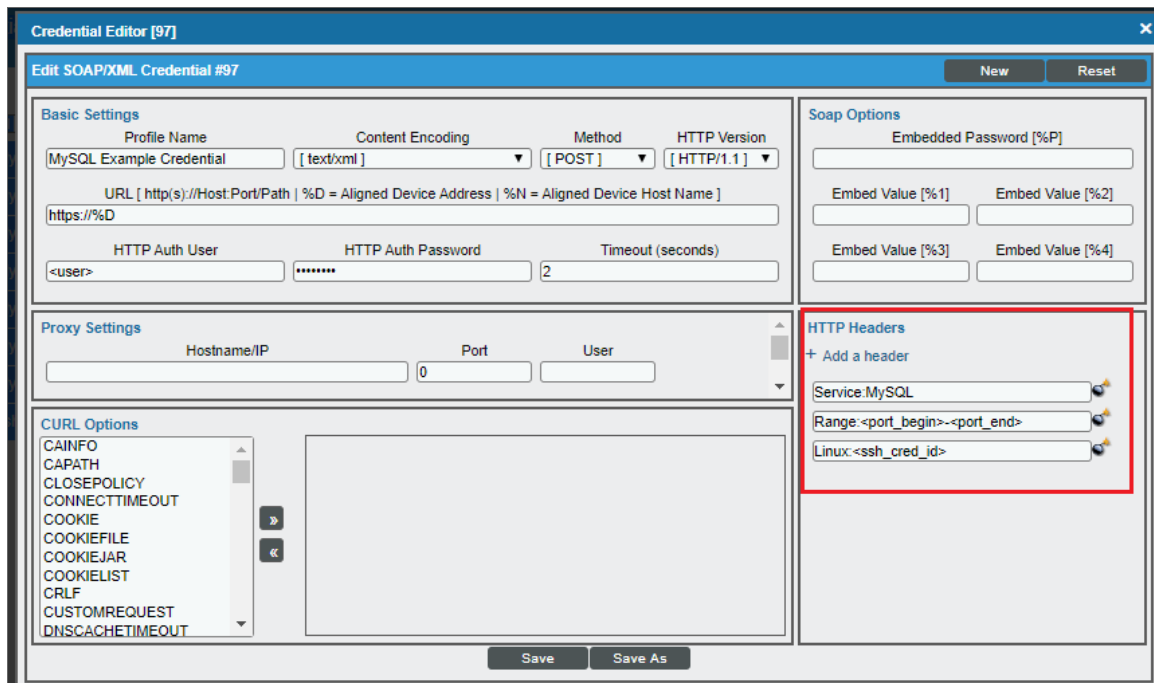 Credential Editor [97]
×
Edit SOAP/XML Credential #97
New
Reset
Basic Settings
Profile Name
Content Encoding
Method
HTTP Version
MySQL Example Credential
[ text/xml ]
[ POST ]
[ HTTP/1.1 ]
URL [ http(s)://Host:Port/Path | %D = Aligned Device Address | %N = Aligned Device Host Name ]
https://%D
HTTP Auth User
HTTP Auth Password
Timeout (seconds)
<user>
••••••••
2
Soap Options
Embedded Password [%P]
Embed Value [%1]
Embed Value [%2]
Embed Value [%3]
Embed Value [%4]
Proxy Settings
Hostname/IP
Port
User
0
HTTP Headers
+ Add a header
Service:MySQL
Range:<port_begin>-<port_end>
Linux:<ssh_cred_id>
CURL Options
CAINFO
CAPATH
CLOSEPOLICY
CONNECTTIMEOUT
COOKIE
COOKIEFILE
COOKIEJAR
COOKIELIST
CRLF
CUSTOMREQUEST
DNSCACHETIMEOUT
»
«
Save
Save As